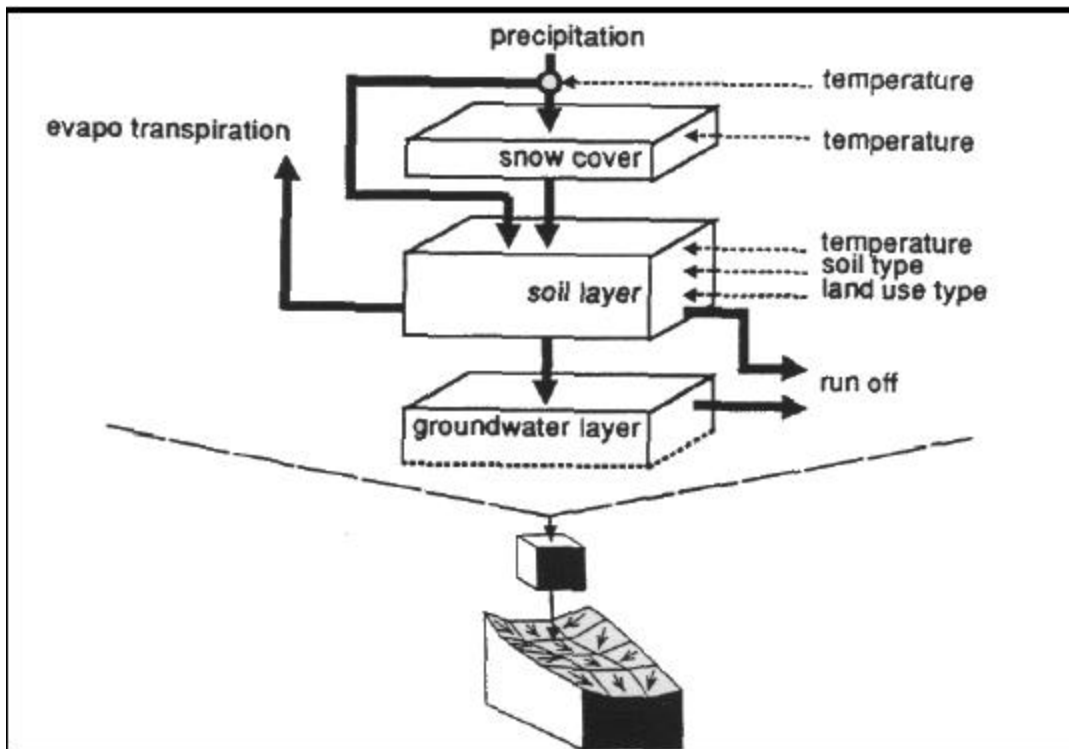 precipitation
temperature
evapo transpiration
temperature
snow cover
temperature
soil type
soil layer
land use type
run off
groundwater layer